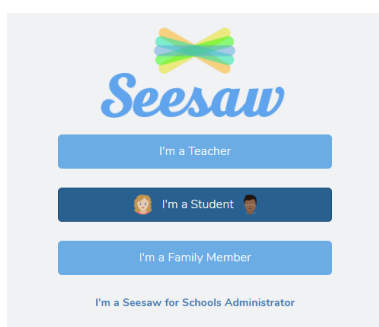 Seesaw
I'm a Teacher
I'm a Student
I'm a Family Member
I'm a Seesaw for Schools Administrator